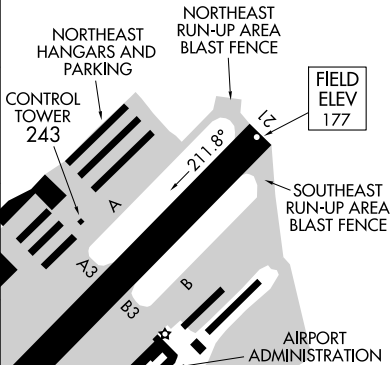 NORTHEAST
RUN-UP AREA
BLAST FENCE
NORTHEAST
HANGARS AND
PARKING
CONTROL
TOWER
243
FIELD
ELEV
177
21
211.8°
SOUTHEAST
RUN-UP AREA
BLAST FENCE
A
A3
B3
B
AIRPORT
ADMINISTRATION